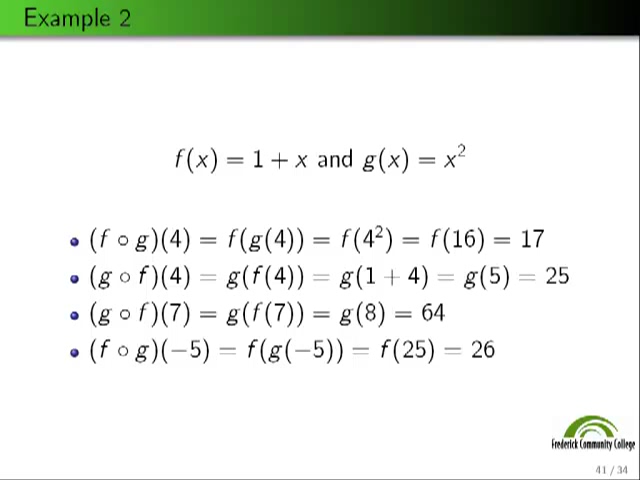 Example 2
f(x) = 1 + x and g(x) = x²
• (f ∘ g)(4) = f(g(4)) = f(4²) = f(16) = 17
• (g ∘ f)(4) = g(f(4)) = g(1 + 4) = g(5) = 25
• (g ∘ f)(7) = g(f(7)) = g(8) = 64
• (f ∘ g)(−5) = f(g(−5)) = f(25) = 26
Frederick Community College
41 / 34